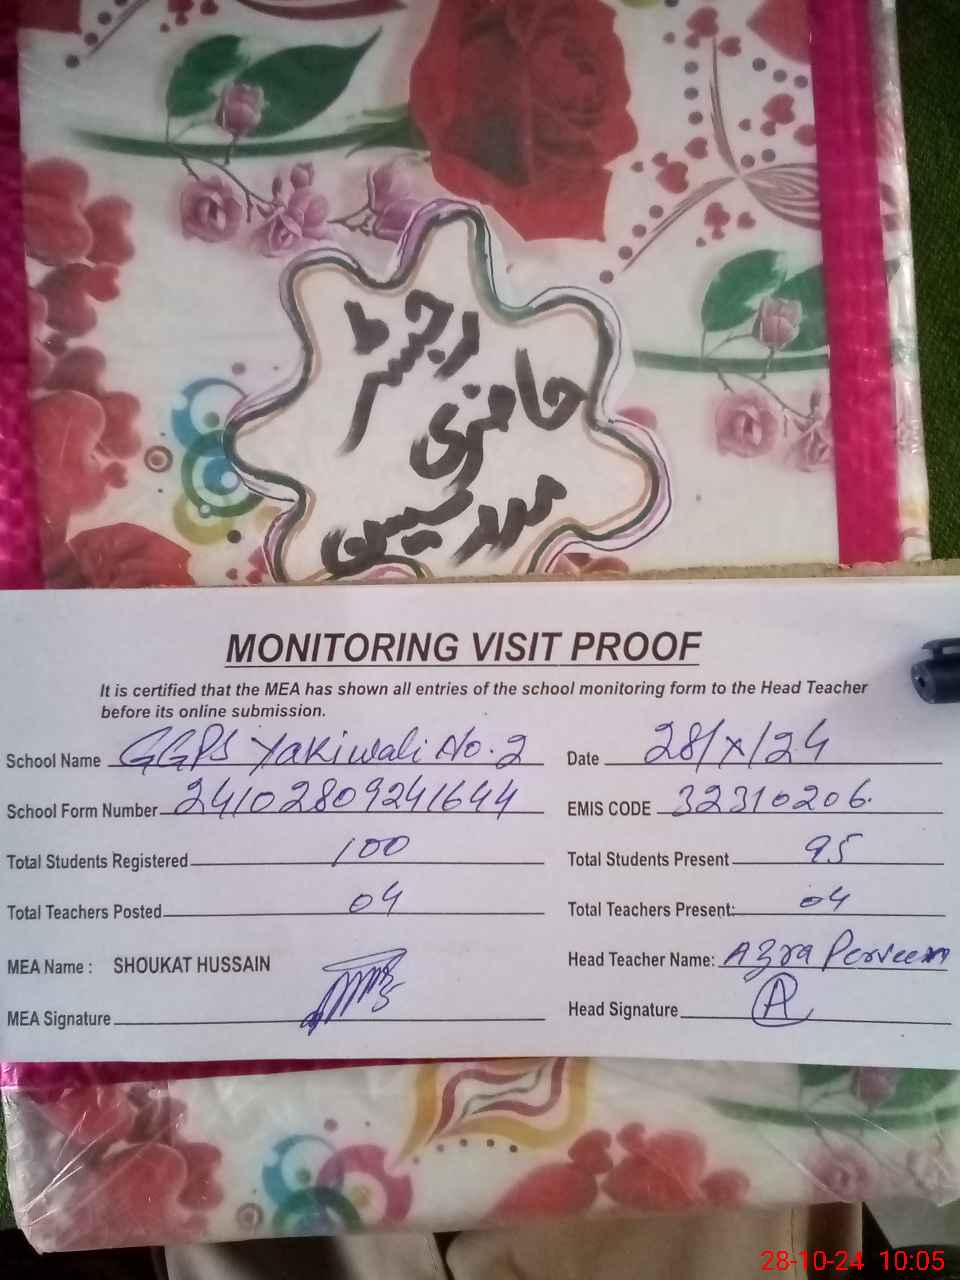 رجسٹر
حاضری
مدرسین
MONITORING VISIT PROOF
It is certified that the MEA has shown all entries of the school monitoring form to the Head Teacher
before its online submission.
School Name GGPS Yakiwali No. 2 Date 28/X/24
School Form Number 24102809241644 EMIS CODE 32310206.
Total Students Registered 100 Total Students Present 95
Total Teachers Posted 04 Total Teachers Present: 04
MEA Name : SHOUKAT HUSSAIN Head Teacher Name: Azra Perveen
MEA Signature Head Signature A
28-10-24 10:05